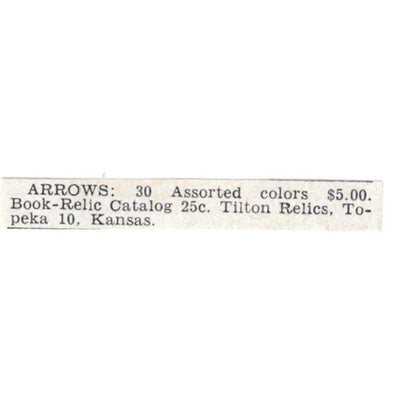 ARROWS: 30 Assorted colors $5.00.
Book-Relic Catalog 25c. Tilton Relics, To-
peka 10, Kansas.